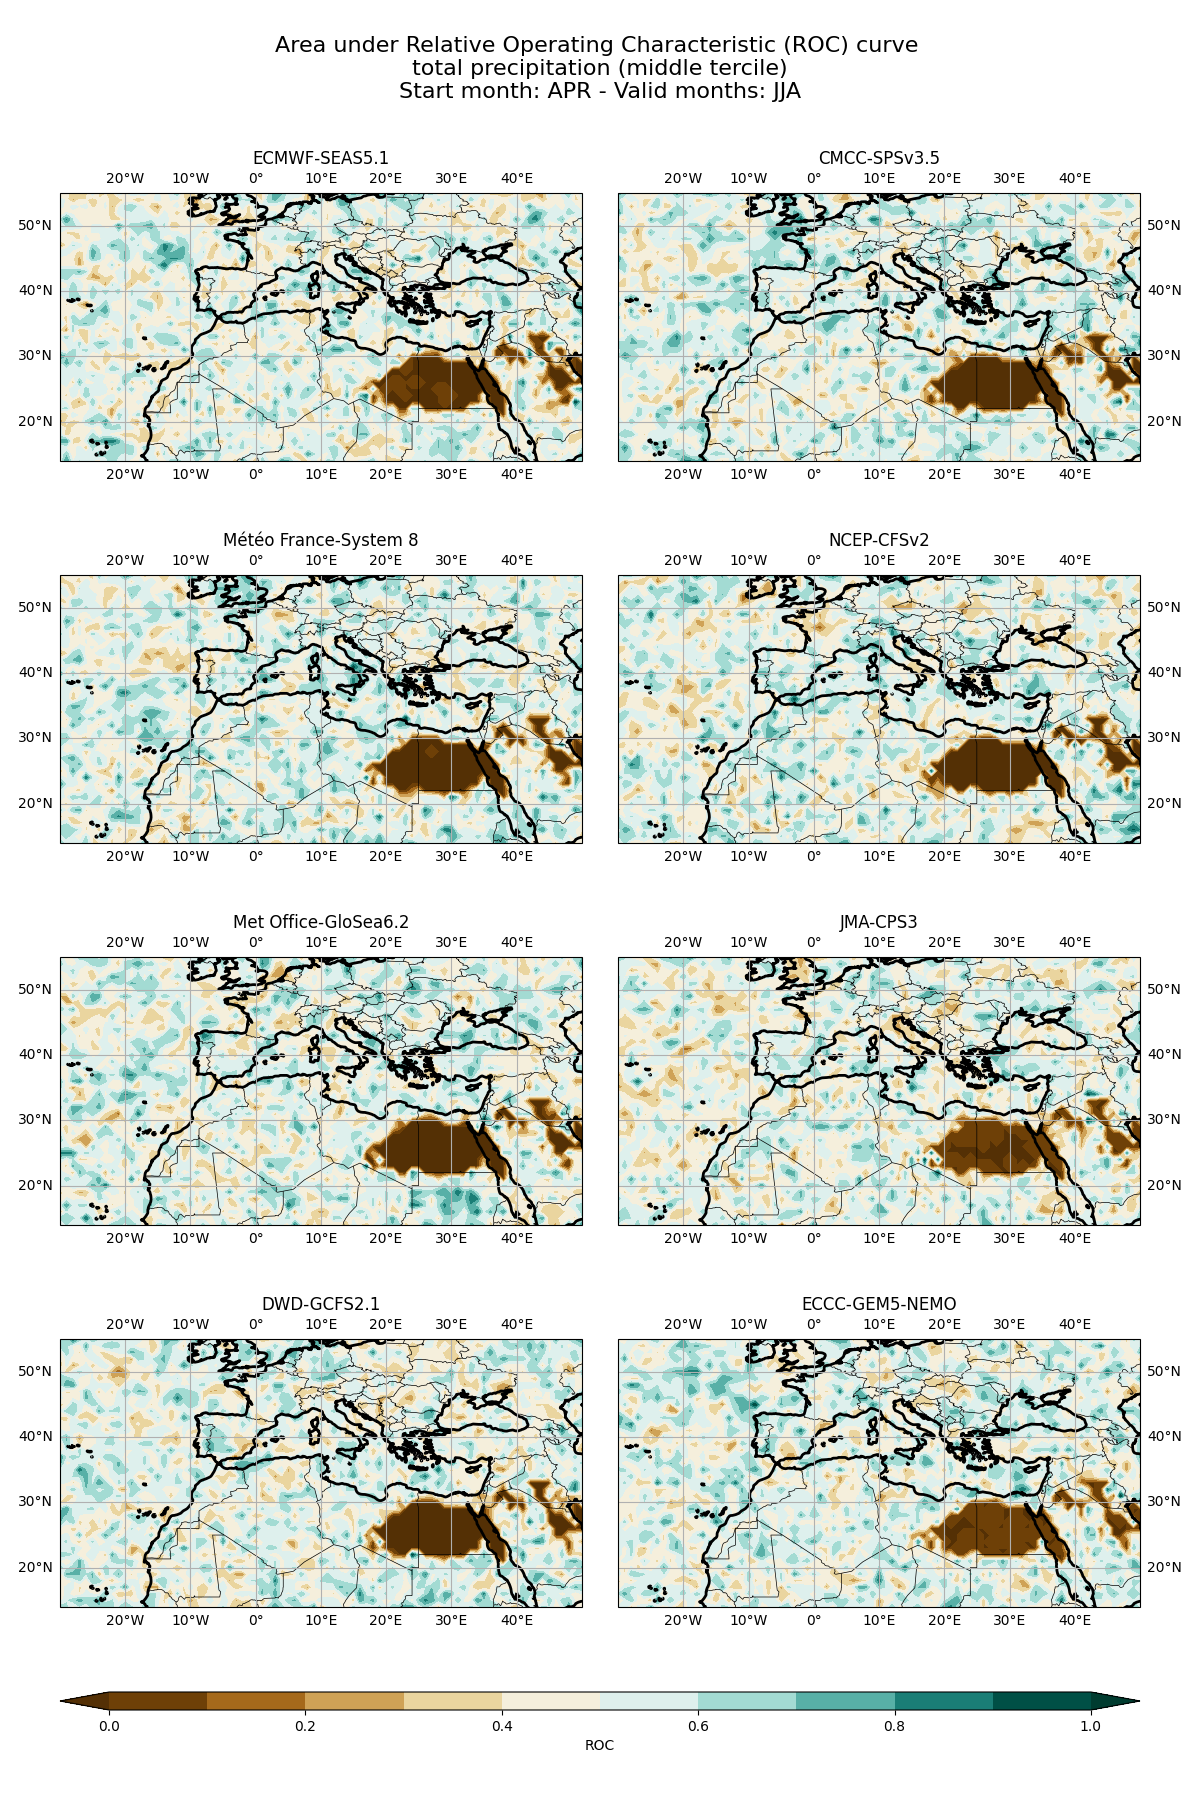 Area under Relative Operating Characteristic (ROC) curve
total precipitation (middle tercile)
Start month: APR - Valid months: JJA
ECMWF-SEAS5.1
20°W 10°W 0° 10°E 20°E 30°E 40°E
50°N
40°N
30°N
20°N
20°W 10°W 0° 10°E 20°E 30°E 40°E
CMCC-SPSv3.5
20°W 10°W 0° 10°E 20°E 30°E 40°E
50°N
40°N
30°N
20°N
20°W 10°W 0° 10°E 20°E 30°E 40°E
Météo France-System 8
20°W 10°W 0° 10°E 20°E 30°E 40°E
50°N
40°N
30°N
20°N
20°W 10°W 0° 10°E 20°E 30°E 40°E
NCEP-CFSv2
20°W 10°W 0° 10°E 20°E 30°E 40°E
50°N
40°N
30°N
20°N
20°W 10°W 0° 10°E 20°E 30°E 40°E
Met Office-GloSea6.2
20°W 10°W 0° 10°E 20°E 30°E 40°E
50°N
40°N
30°N
20°N
20°W 10°W 0° 10°E 20°E 30°E 40°E
JMA-CPS3
20°W 10°W 0° 10°E 20°E 30°E 40°E
50°N
40°N
30°N
20°N
20°W 10°W 0° 10°E 20°E 30°E 40°E
DWD-GCFS2.1
20°W 10°W 0° 10°E 20°E 30°E 40°E
50°N
40°N
30°N
20°N
20°W 10°W 0° 10°E 20°E 30°E 40°E
ECCC-GEM5-NEMO
20°W 10°W 0° 10°E 20°E 30°E 40°E
50°N
40°N
30°N
20°N
20°W 10°W 0° 10°E 20°E 30°E 40°E
0.0 0.2 0.4 0.6 0.8 1.0
ROC